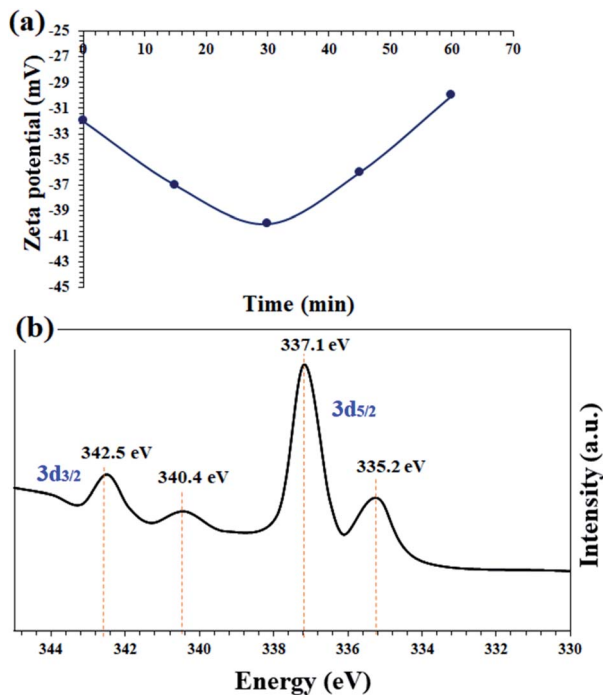 (a)
Zeta potential (mV)
-25
-27
-29
-31
-33
-35
-37
-39
-41
-43
-45
0 10 20 30 40 50 60 70
Time (min)
(b)
337.1 eV
3d5/2
342.5 eV
3d3/2
340.4 eV
335.2 eV
Intensity (a.u.)
344 342 340 338 336 334 332 330
Energy (eV)